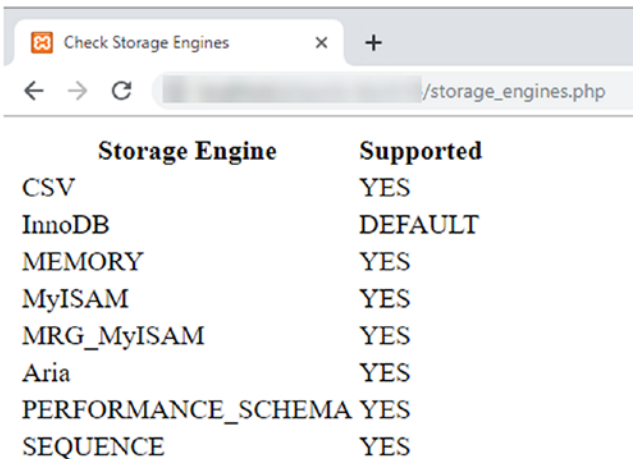 Check Storage Engines
/storage_engines.php
Storage Engine Supported
CSV YES
InnoDB DEFAULT
MEMORY YES
MyISAM YES
MRG_MyISAM YES
Aria YES
PERFORMANCE_SCHEMA YES
SEQUENCE YES